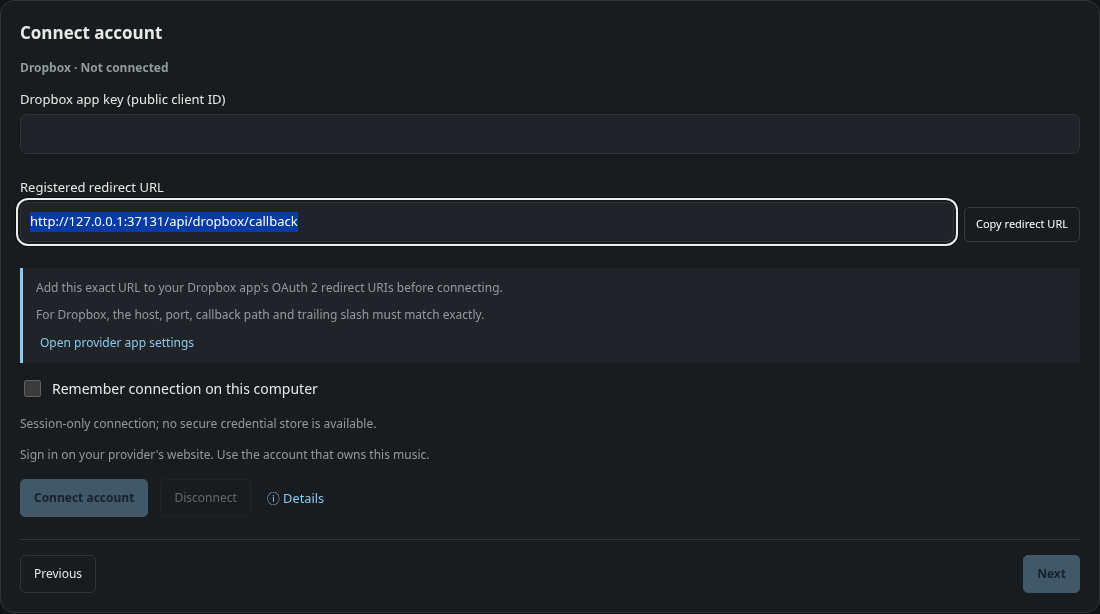 Connect account
Dropbox · Not connected
Dropbox app key (public client ID)
Registered redirect URL
http://127.0.0.1:37131/api/dropbox/callback
Copy redirect URL
Add this exact URL to your Dropbox app's OAuth 2 redirect URIs before connecting.
For Dropbox, the host, port, callback path and trailing slash must match exactly.
Open provider app settings
Remember connection on this computer
Session-only connection; no secure credential store is available.
Sign in on your provider's website. Use the account that owns this music.
Connect account
Disconnect
ⓘ Details
Previous
Next